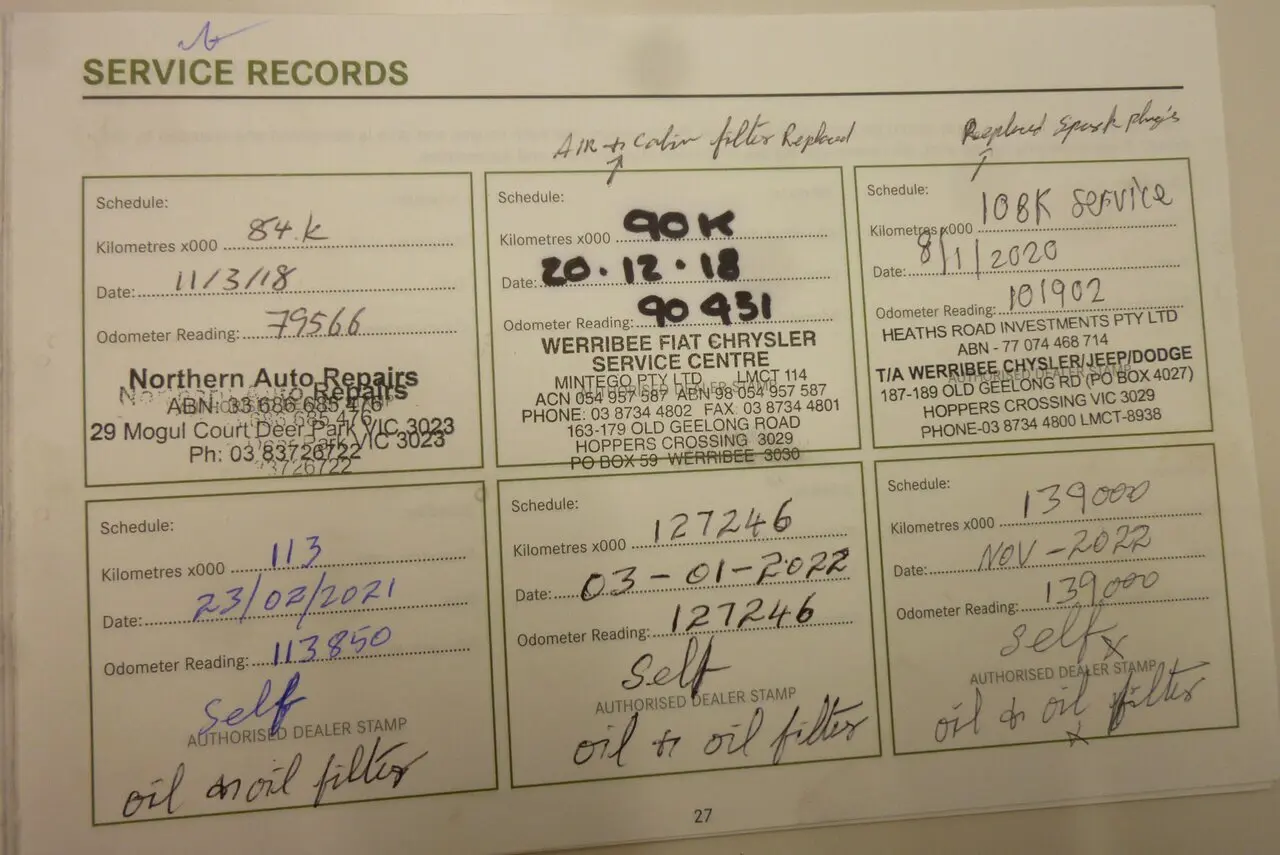 SERVICE RECORDS
AIR + Cabin filter Replaced
Replaced Spark plug's
Schedule:
Kilometres x000 84.k
Date: 11/3/18
Odometer Reading: 79566
Northern Auto Repairs
ABN: 33 686 685 476
29 Mogul Court Deer Park VIC 3023
Ph: 03 83726722
Schedule:
Kilometres x000 90K
Date: 20.12.18
Odometer Reading: 90 431
WERRIBEE FIAT CHRYSLER
SERVICE CENTRE
MINTEGO PTY LTD LMCT 114
ACN 054 957 587 ABN 98 054 957 587
PHONE: 03 8734 4802 FAX 03 8734 4801
163-179 OLD GEELONG ROAD
HOPPERS CROSSING 3029
PO BOX 59 WERRIBEE 3030
Schedule:
108K service
Kilometres x000
Date: 8/1/2020
Odometer Reading: 101902
HEATHS ROAD INVESTMENTS PTY LTD
ABN - 77 074 468 714
T/A WERRIBEE CHYSLER/JEEP/DODGE
AUTHORISED DEALER STAMP
187-189 OLD GEELONG RD (PO BOX 4027)
HOPPERS CROSSING VIC 3029
PHONE-03 8734 4800 LMCT-8938
Schedule:
Kilometres x000 113
Date: 23/02/2021
Odometer Reading: 113850
Self
AUTHORISED DEALER STAMP
oil & oil filter
Schedule:
Kilometres x000 127246
Date: 03-01-2022
Odometer Reading: 127246
Self
AUTHORISED DEALER STAMP
oil + oil filter
Schedule:
Kilometres x000 139000
Date: NOV-2022
Odometer Reading: 139000
Self
AUTHORISED DEALER STAMP
oil & oil filter
27